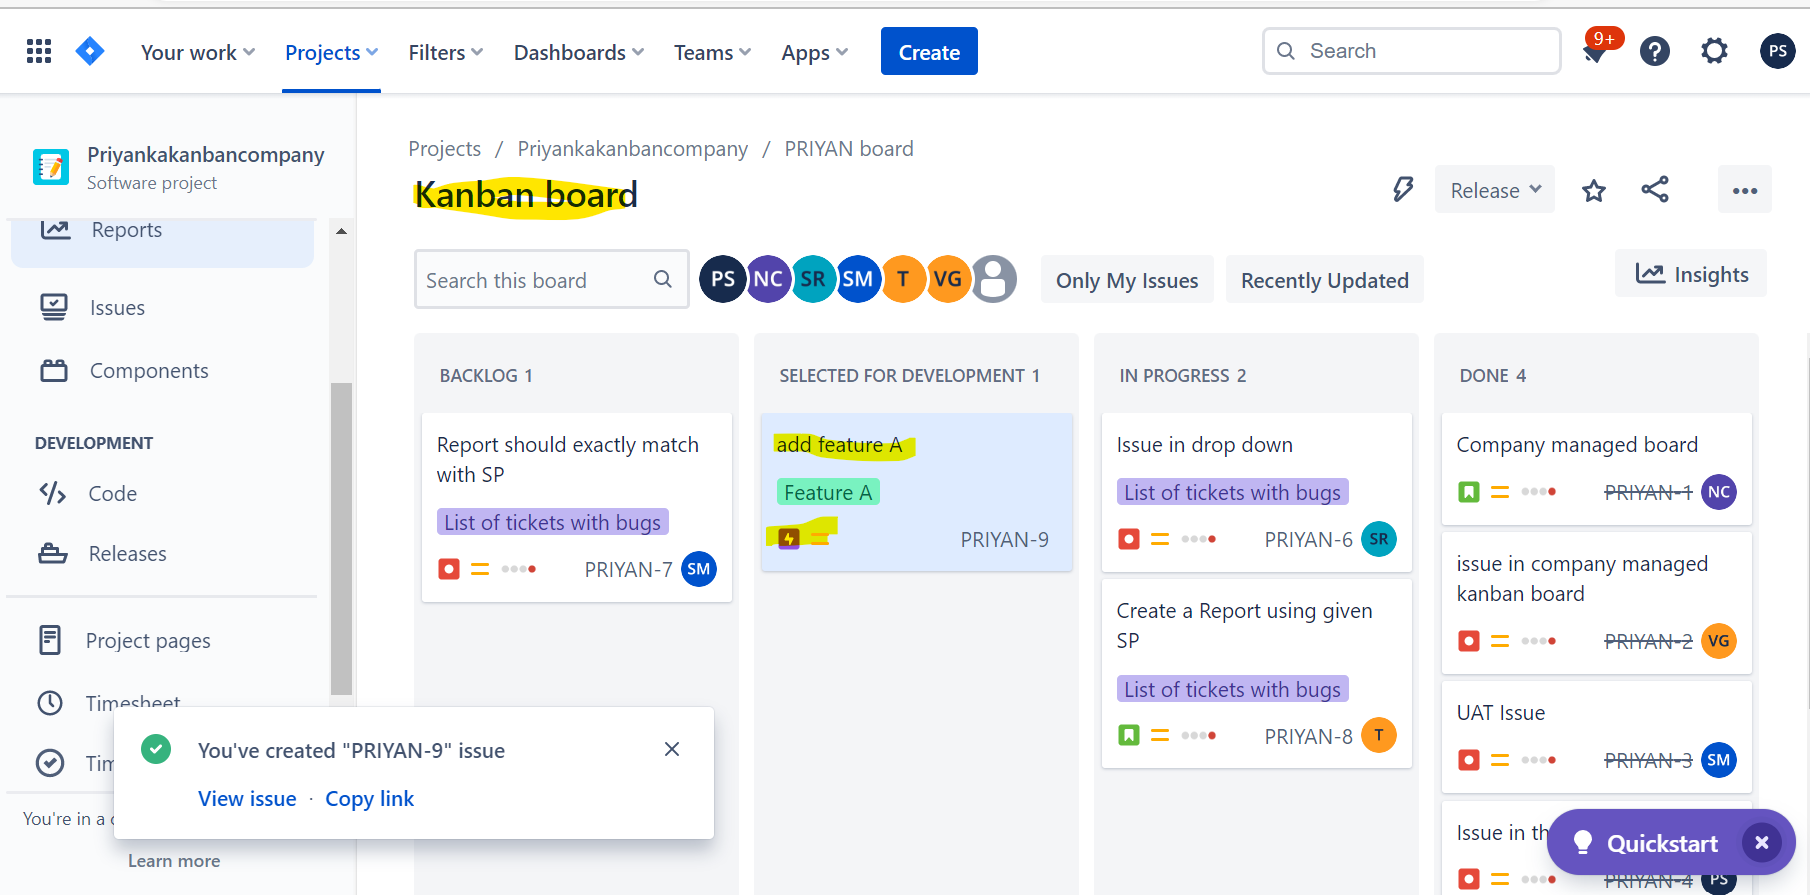 Your work
Projects
Filters
Dashboards
Teams
Apps
Create
Search
9+
PS
Priyankakanbancompany
Software project
Reports
Issues
Components
DEVELOPMENT
Code
Releases
Project pages
Timesheet
Tim
You're in a c
Learn more
Projects / Priyankakanbancompany / PRIYAN board
Kanban board
Release
Search this board
PS NC SR SM T VG
Only My Issues
Recently Updated
Insights
BACKLOG 1
Report should exactly match
with SP
List of tickets with bugs
PRIYAN-7 SM
SELECTED FOR DEVELOPMENT 1
add feature A
Feature A
PRIYAN-9
IN PROGRESS 2
Issue in drop down
List of tickets with bugs
PRIYAN-6 SR
Create a Report using given
SP
List of tickets with bugs
PRIYAN-8 T
DONE 4
Company managed board
PRIYAN-1 NC
issue in company managed
kanban board
PRIYAN-2 VG
UAT Issue
PRIYAN-3 SM
Issue in th
PRIYAN-4 PS
You've created "PRIYAN-9" issue
View issue · Copy link
Quickstart